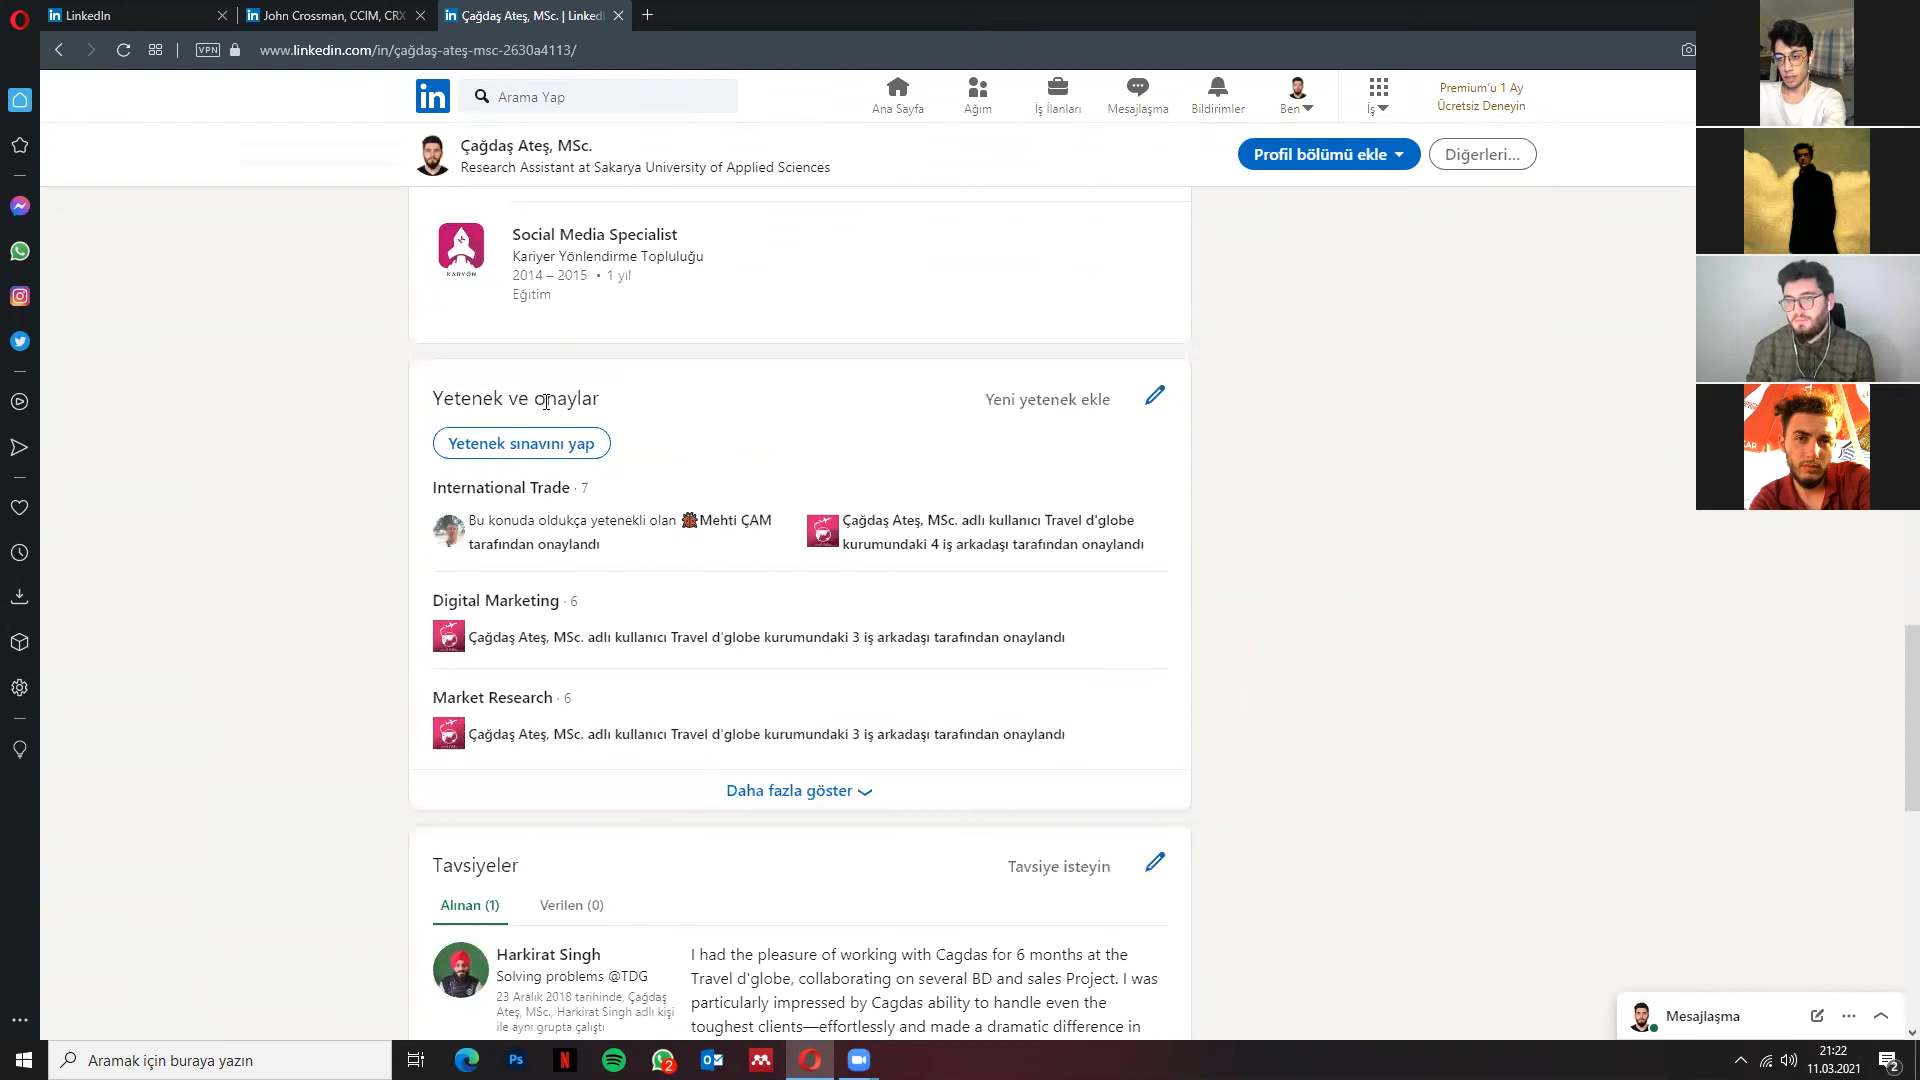 LinkedIn
John Crossman, CCIM, CRX
Çağdaş Ateş, MSc. | Linked
VPN
www.linkedin.com/in/çağdaş-ateş-msc-2630a4113/
in
Arama Yap
Ana Sayfa
Ağım
İş İlanları
Mesajlaşma
Bildirimler
Ben
İş
Premium'u 1 Ay
Ücretsiz Deneyin
Çağdaş Ateş, MSc.
Research Assistant at Sakarya University of Applied Sciences
Profil bölümü ekle
Diğerleri...
KARYÖM
Social Media Specialist
Kariyer Yönlendirme Topluluğu
2014 – 2015 • 1 yıl
Eğitim
Yetenek ve onaylar
Yeni yetenek ekle
Yetenek sınavını yap
International Trade · 7
Bu konuda oldukça yetenekli olan 🐞Mehti ÇAM
tarafından onaylandı
Çağdaş Ateş, MSc. adlı kullanıcı Travel d'globe
kurumundaki 4 iş arkadaşı tarafından onaylandı
Digital Marketing · 6
Çağdaş Ateş, MSc. adlı kullanıcı Travel d'globe kurumundaki 3 iş arkadaşı tarafından onaylandı
Market Research · 6
Çağdaş Ateş, MSc. adlı kullanıcı Travel d'globe kurumundaki 3 iş arkadaşı tarafından onaylandı
Daha fazla göster
Tavsiyeler
Tavsiye isteyin
Alınan (1)
Verilen (0)
Harkirat Singh
Solving problems @TDG
23 Aralık 2018 tarihinde, Çağdaş
Ateş, MSc., Harkirat Singh adlı kişi
ile aynı grupta çalıştı
I had the pleasure of working with Cagdas for 6 months at the
Travel d'globe, collaborating on several BD and sales Project. I was
particularly impressed by Cagdas ability to handle even the
toughest clients—effortlessly and made a dramatic difference in
Mesajlaşma
Aramak için buraya yazın
Ps
N
2
21:22
11.03.2021
2